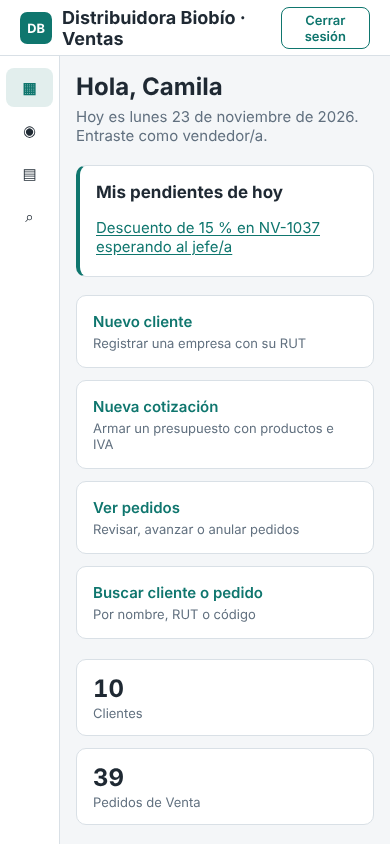 DB
Distribuidora Biobío ·
Ventas
Cerrar
sesión
Hola, Camila
Hoy es lunes 23 de noviembre de 2026.
Entraste como vendedor/a.
Mis pendientes de hoy
Descuento de 15 % en NV-1037
esperando al jefe/a
Nuevo cliente
Registrar una empresa con su RUT
Nueva cotización
Armar un presupuesto con productos e
IVA
Ver pedidos
Revisar, avanzar o anular pedidos
Buscar cliente o pedido
Por nombre, RUT o código
10
Clientes
39
Pedidos de Venta